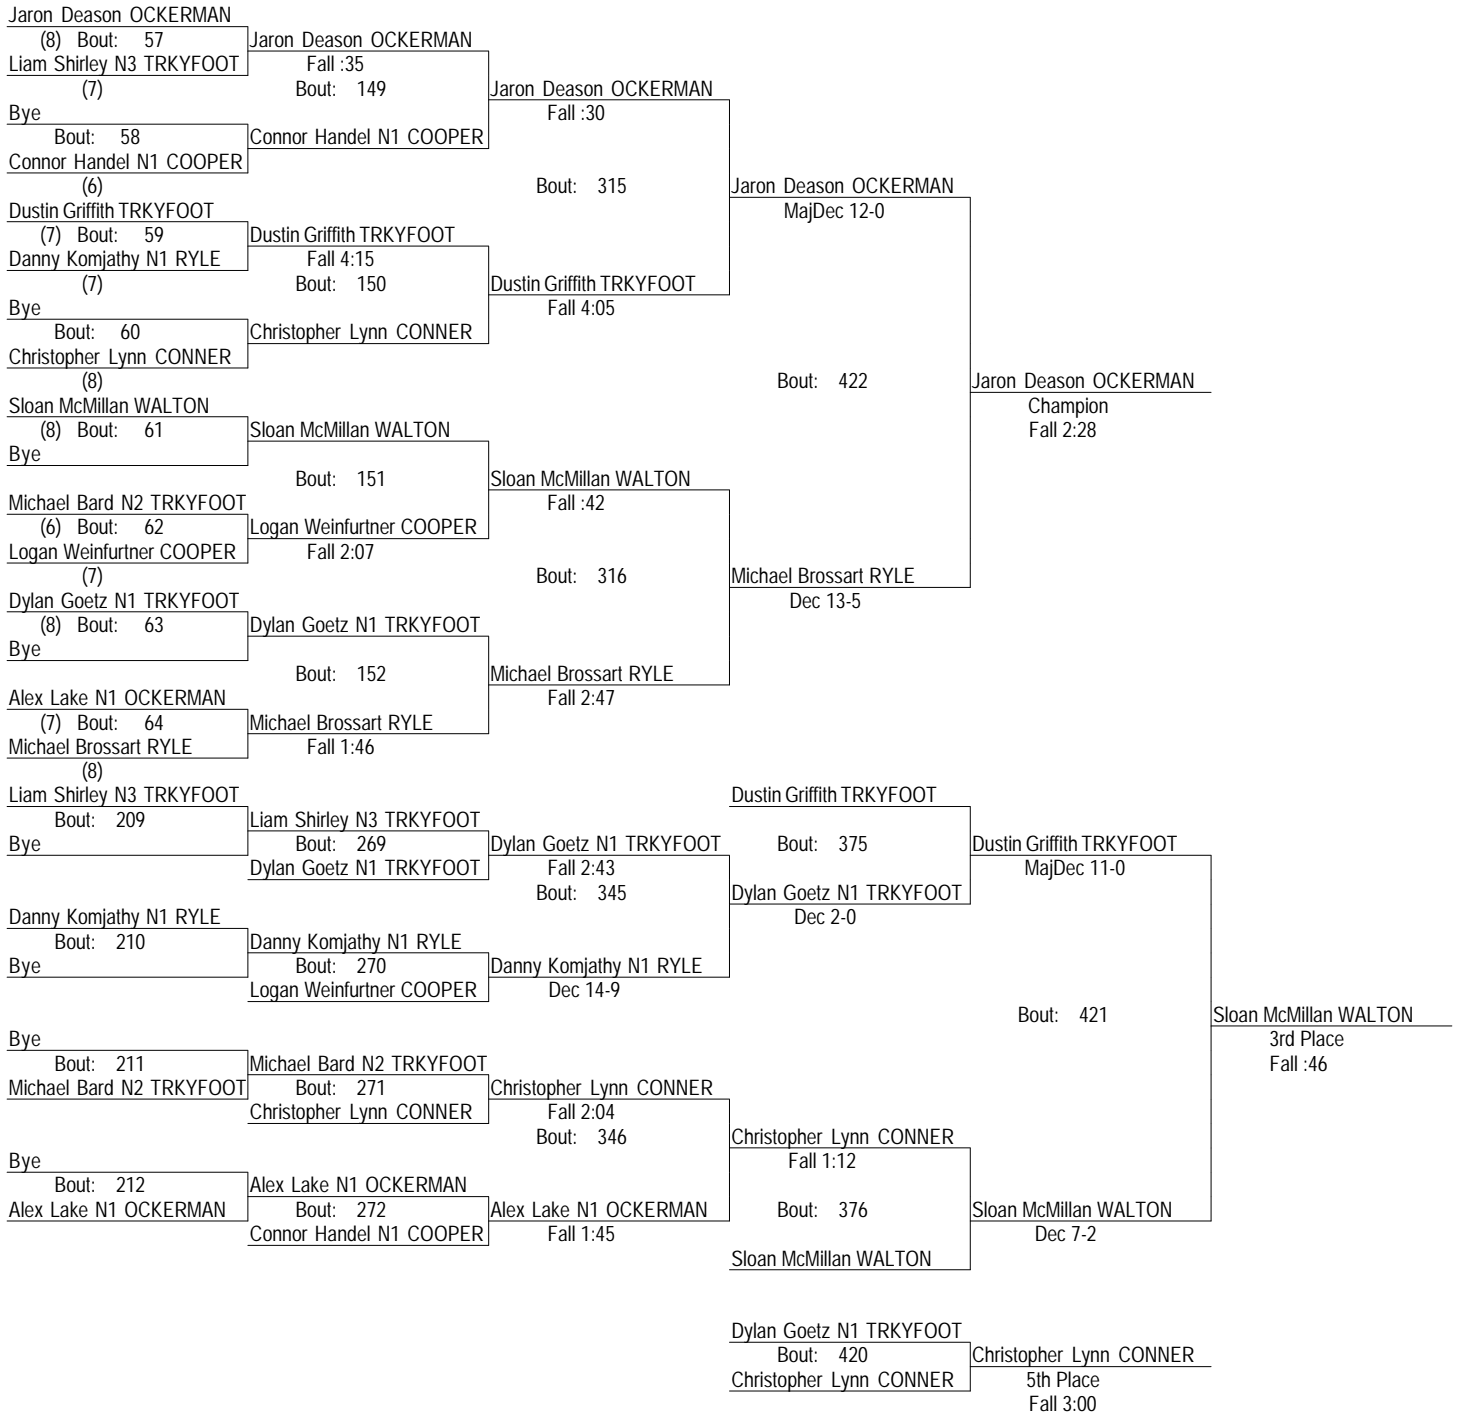 Jaron Deason OCKERMAN
(8) Bout: 57 Jaron Deason OCKERMAN
Liam Shirley N3 TRKYFOOT Fall :35
(7) Bout: 149 Jaron Deason OCKERMAN
Bye Fall :30
Bout: 58 Connor Handel N1 COOPER
Connor Handel N1 COOPER
(6) Bout: 315 Jaron Deason OCKERMAN
Dustin Griffith TRKYFOOT MajDec 12-0
(7) Bout: 59 Dustin Griffith TRKYFOOT
Danny Komjathy N1 RYLE Fall 4:15
(7) Bout: 150 Dustin Griffith TRKYFOOT
Bye Fall 4:05
Bout: 60 Christopher Lynn CONNER
Christopher Lynn CONNER
(8) Bout: 422 Jaron Deason OCKERMAN
Sloan McMillan WALTON Champion
(8) Bout: 61 Sloan McMillan WALTON Fall 2:28
Bye
Bout: 151 Sloan McMillan WALTON
Michael Bard N2 TRKYFOOT Fall :42
(6) Bout: 62 Logan Weinfurtner COOPER
Logan Weinfurtner COOPER Fall 2:07
(7) Bout: 316 Michael Brossart RYLE
Dylan Goetz N1 TRKYFOOT Dec 13-5
(8) Bout: 63 Dylan Goetz N1 TRKYFOOT
Bye
Bout: 152 Michael Brossart RYLE
Alex Lake N1 OCKERMAN Fall 2:47
(7) Bout: 64 Michael Brossart RYLE
Michael Brossart RYLE Fall 1:46
(8)
Liam Shirley N3 TRKYFOOT Dustin Griffith TRKYFOOT
Bout: 209 Liam Shirley N3 TRKYFOOT
Bye Bout: 269 Dylan Goetz N1 TRKYFOOT Bout: 375 Dustin Griffith TRKYFOOT
Dylan Goetz N1 TRKYFOOT Fall 2:43 MajDec 11-0
Bout: 345 Dylan Goetz N1 TRKYFOOT
Danny Komjathy N1 RYLE Dec 2-0
Bout: 210 Danny Komjathy N1 RYLE
Bye Bout: 270 Danny Komjathy N1 RYLE
Logan Weinfurtner COOPER Dec 14-9
Bout: 421 Sloan McMillan WALTON
Bye 3rd Place
Bout: 211 Michael Bard N2 TRKYFOOT Fall :46
Michael Bard N2 TRKYFOOT Bout: 271 Christopher Lynn CONNER
Christopher Lynn CONNER Fall 2:04
Bout: 346 Christopher Lynn CONNER
Bye Fall 1:12
Bout: 212 Alex Lake N1 OCKERMAN
Alex Lake N1 OCKERMAN Bout: 272 Alex Lake N1 OCKERMAN Bout: 376 Sloan McMillan WALTON
Connor Handel N1 COOPER Fall 1:45 Dec 7-2
Sloan McMillan WALTON
Dylan Goetz N1 TRKYFOOT
Bout: 420 Christopher Lynn CONNER
Christopher Lynn CONNER 5th Place
Fall 3:00